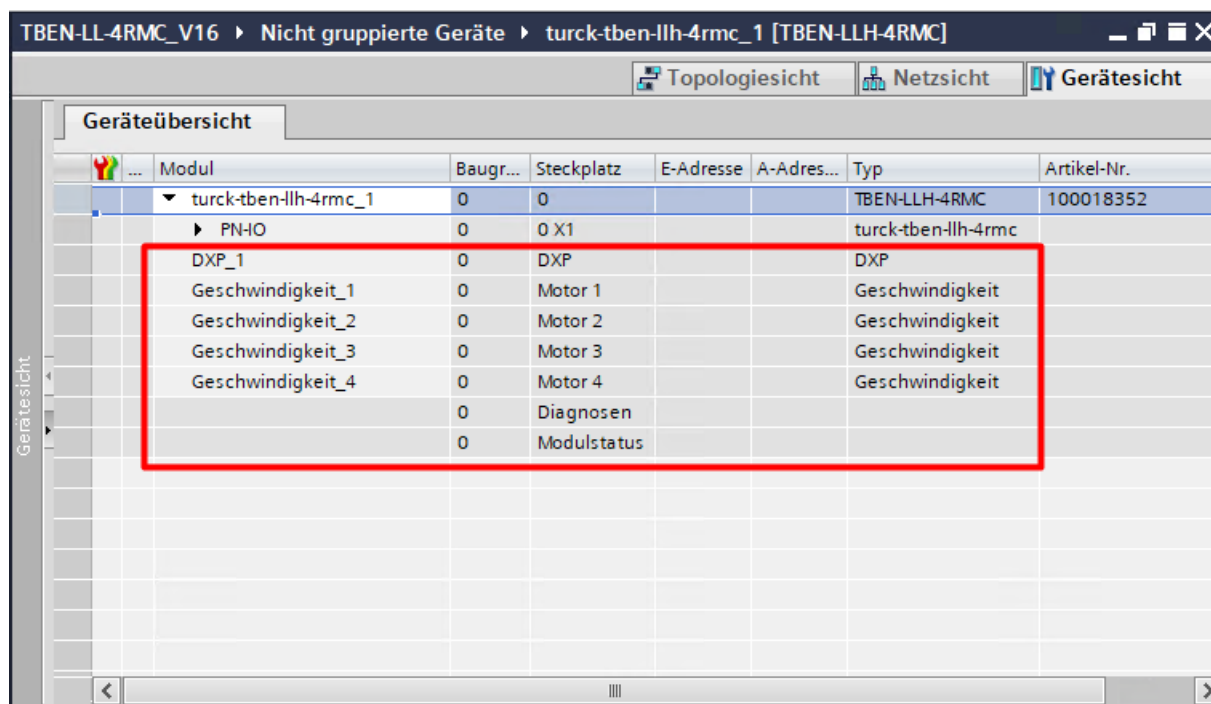 TBEN-LL-4RMC_V16 ▸ Nicht gruppierte Geräte ▸ turck-tben-llh-4rmc_1 [TBEN-LLH-4RMC]
Topologiesicht Netzsicht Gerätesicht
Geräteübersicht
... Modul Baugr... Steckplatz E-Adresse A-Adres... Typ Artikel-Nr.
turck-tben-llh-4rmc_1 0 0 TBEN-LLH-4RMC 100018352
PN-IO 0 0 X1 turck-tben-llh-4rmc
DXP_1 0 DXP DXP
Geschwindigkeit_1 0 Motor 1 Geschwindigkeit
Geschwindigkeit_2 0 Motor 2 Geschwindigkeit
Geschwindigkeit_3 0 Motor 3 Geschwindigkeit
Geschwindigkeit_4 0 Motor 4 Geschwindigkeit
0 Diagnosen
0 Modulstatus
Gerätesicht